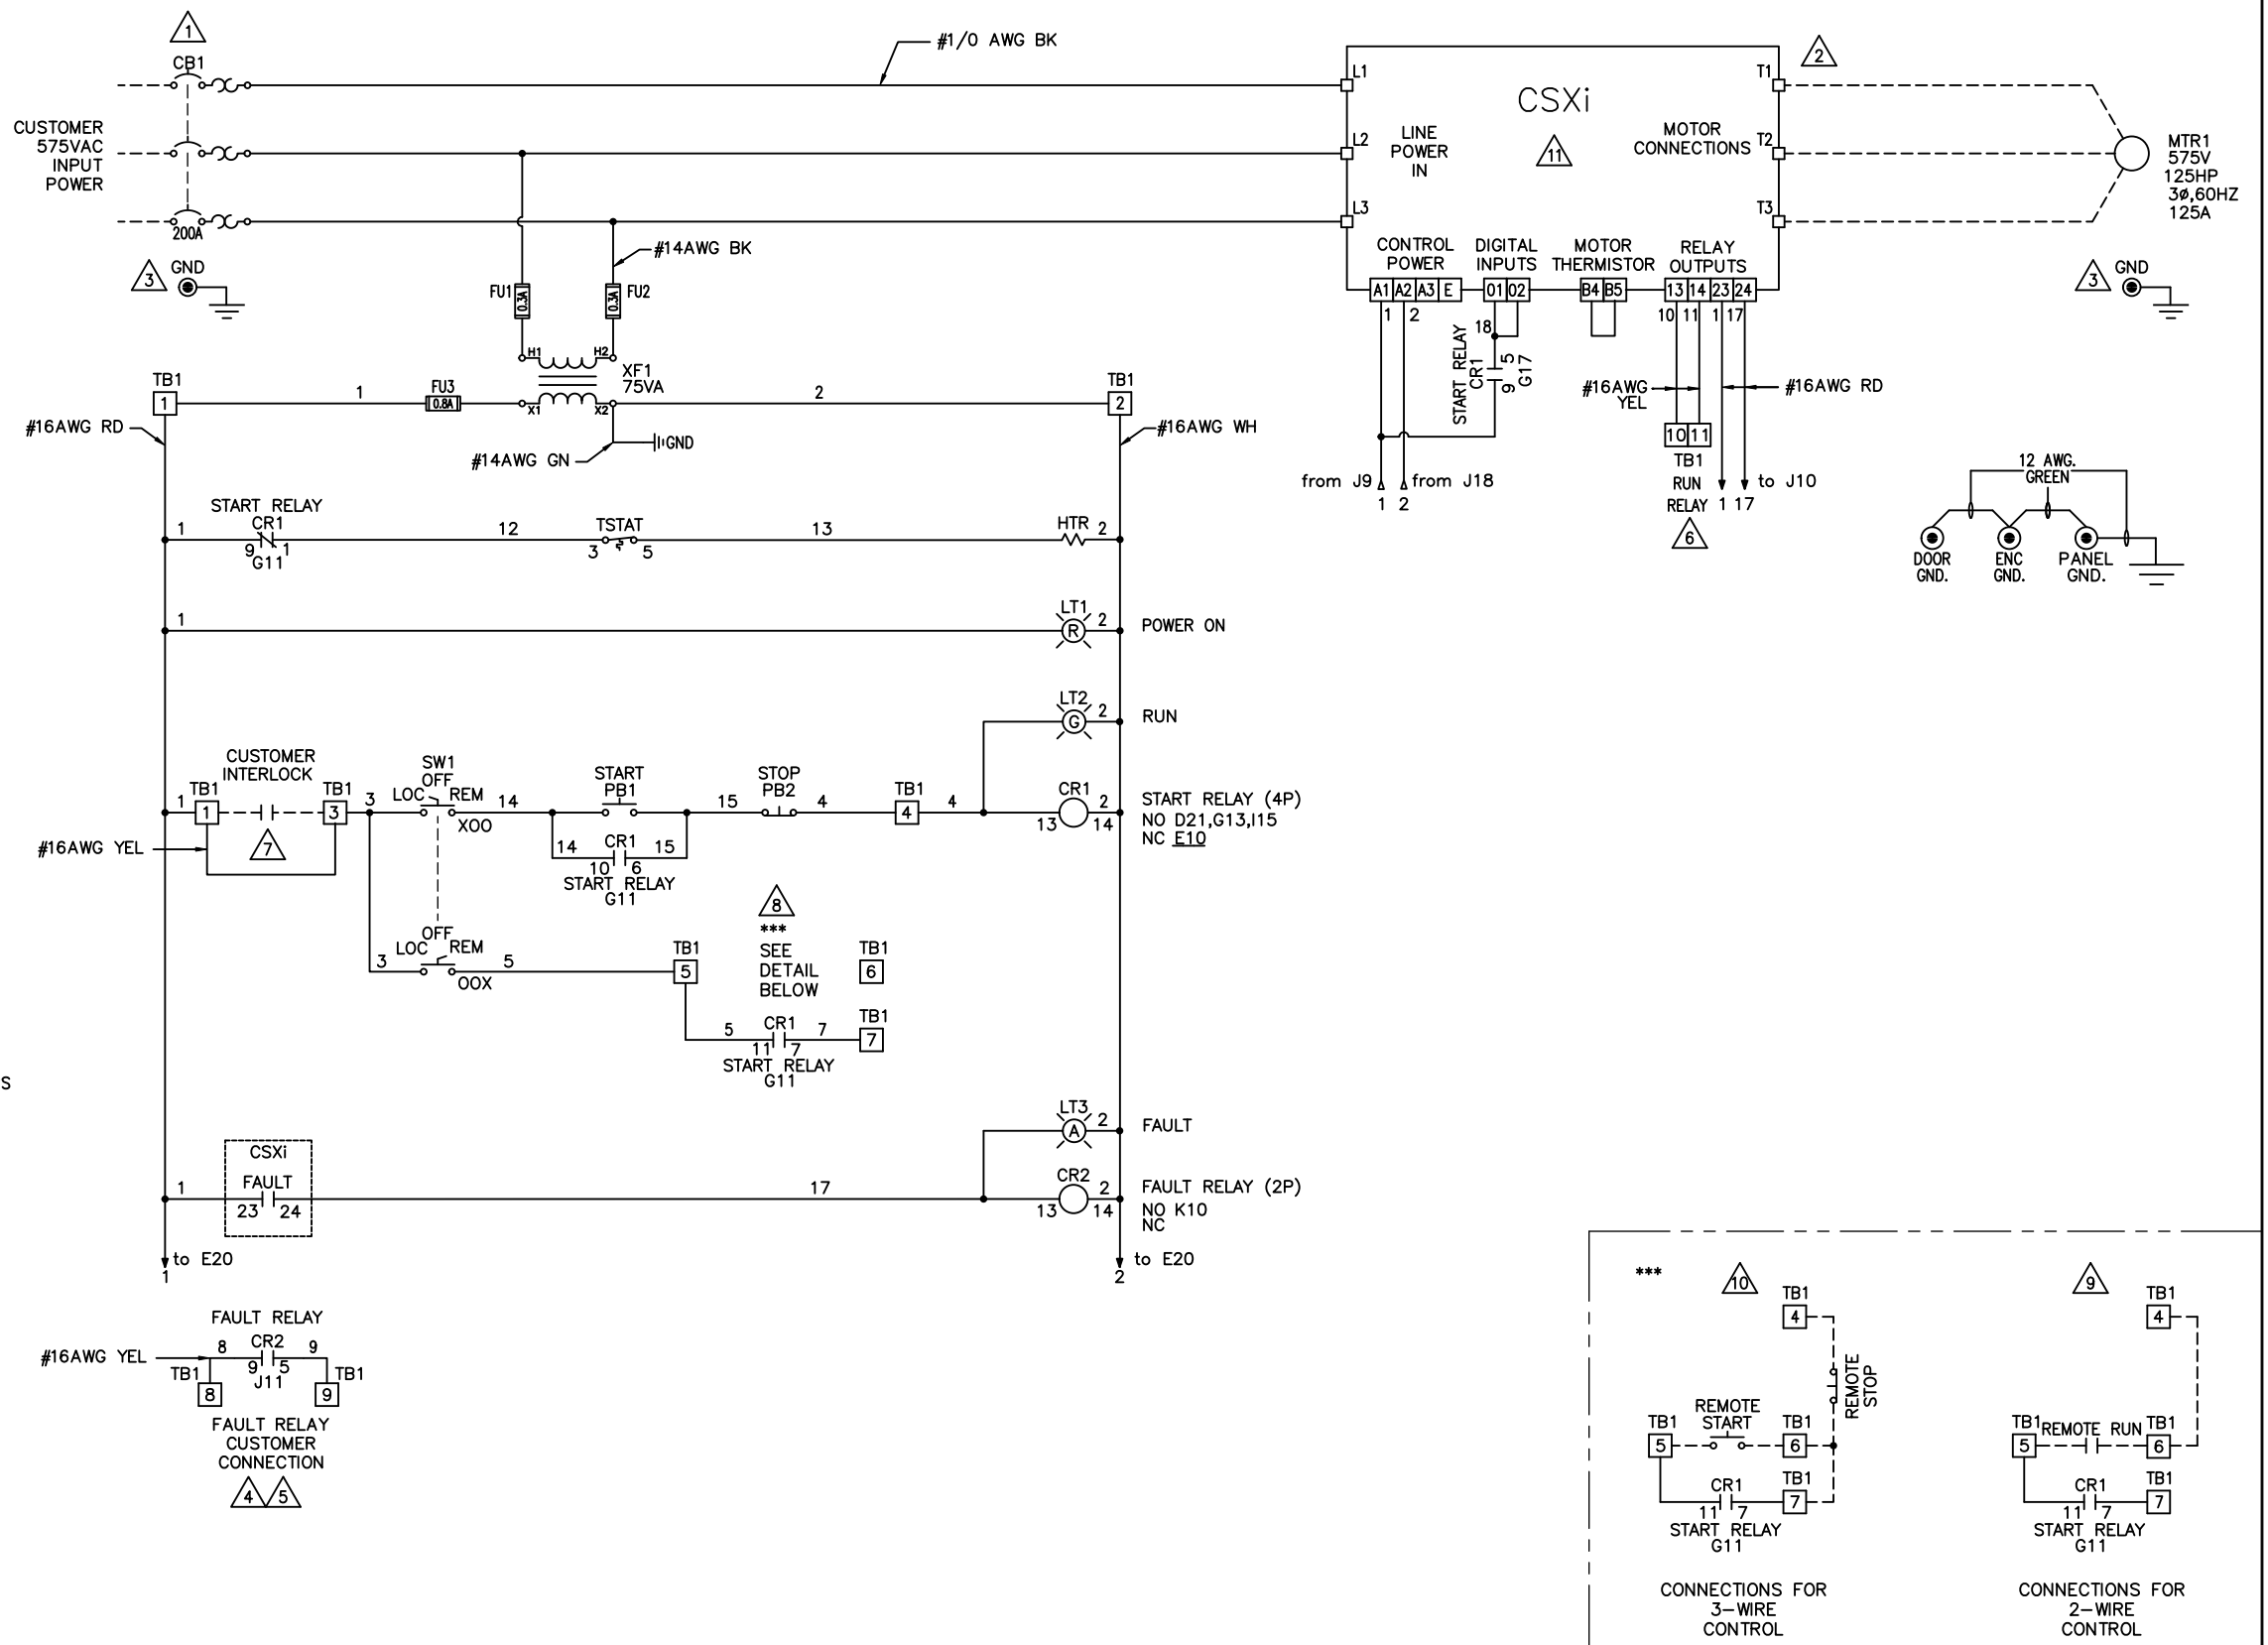 1
CB1
#1/0 AWG BK
CUSTOMER
575VAC
INPUT
POWER
200A
3
GND
L1
L2
L3
CSXi
11
LINE
POWER
IN
MOTOR
CONNECTIONS
T1
T2
T3
2
MTR1
575V
125HP
3ø,60HZ
125A
3
GND
CONTROL
POWER
DIGITAL
INPUTS
MOTOR
THERMISTOR
RELAY
OUTPUTS
A1 A2 A3 E
01 02
B4 B5
13 14 23 24
1 2
18
10 11 1 17
START RELAY
CR1
9 5
G17
#16AWG
YEL
#16AWG RD
10 11
TB1
RUN
RELAY
1 17
to J10
6
from J9
from J18
1 2
12 AWG.
GREEN
DOOR
GND.
ENC
GND.
PANEL
GND.
#14AWG BK
FU1
0.3A
0.3A
FU2
H1 H2
XF1
75VA
X1 X2
TB1
1
1
FU3
0.8A
2
TB1
2
#16AWG RD
#16AWG WH
#14AWG GN
GND
START RELAY
1
CR1
9 1
G11
12
TSTAT
3 5
13
HTR
2
1
LT1
R
2
POWER ON
LT2
G
2
RUN
CUSTOMER
INTERLOCK
1
TB1
1
TB1
3
7
#16AWG YEL
3
SW1
OFF
LOC REM
XOO
14
START
PB1
14
CR1
15
10 6
START RELAY
G11
15
STOP
PB2
4
TB1
4
4
CR1
13 14
2
START RELAY (4P)
NO D21,G13,I15
NC E10
OFF
LOC REM
3
OOX
5
TB1
5
8
***
SEE
DETAIL
BELOW
TB1
6
5
CR1
7
11 7
START RELAY
G11
TB1
7
S
LT3
A
2
FAULT
1
CSXi
FAULT
23 24
17
CR2
13 14
2
FAULT RELAY (2P)
NO K10
NC
to E20
1
to E20
2
FAULT RELAY
#16AWG YEL
8
CR2
9
9 5
J11
TB1
8
TB1
9
FAULT RELAY
CUSTOMER
CONNECTION
4 5
***
10
TB1
4
REMOTE
STOP
REMOTE
START
TB1
5
TB1
6
CR1
11 7
TB1
7
START RELAY
G11
CONNECTIONS FOR
3-WIRE
CONTROL
9
TB1
4
TB1
5
REMOTE RUN
TB1
6
CR1
11 7
TB1
7
START RELAY
G11
CONNECTIONS FOR
2-WIRE
CONTROL